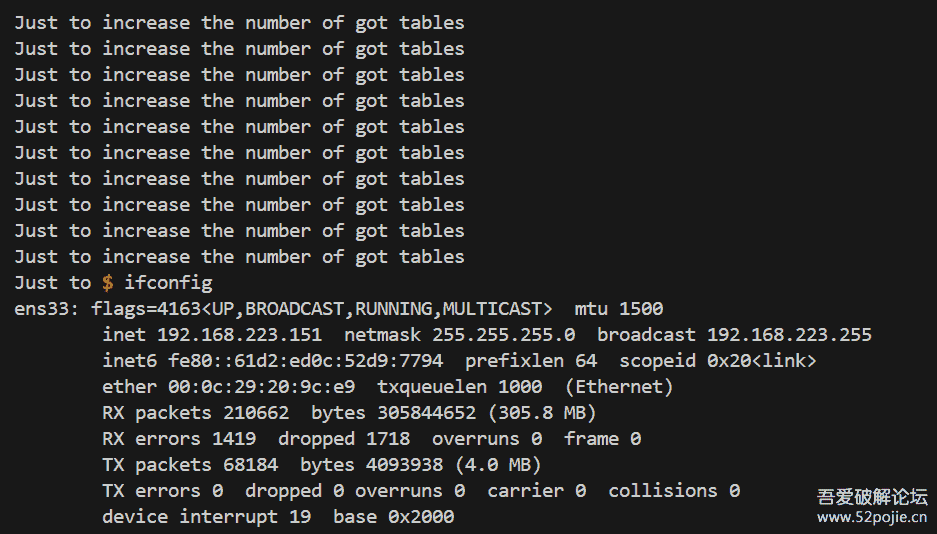 Just to increase the number of got tables
Just to increase the number of got tables
Just to increase the number of got tables
Just to increase the number of got tables
Just to increase the number of got tables
Just to increase the number of got tables
Just to increase the number of got tables
Just to increase the number of got tables
Just to increase the number of got tables
Just to increase the number of got tables
Just to $ ifconfig
ens33: flags=4163<UP,BROADCAST,RUNNING,MULTICAST>  mtu 1500
        inet 192.168.223.151  netmask 255.255.255.0  broadcast 192.168.223.255
        inet6 fe80::61d2:ed0c:52d9:7794  prefixlen 64  scopeid 0x20<link>
        ether 00:0c:29:20:9c:e9  txqueuelen 1000  (Ethernet)
        RX packets 210662  bytes 305844652 (305.8 MB)
        RX errors 1419  dropped 1718  overruns 0  frame 0
        TX packets 68184  bytes 4093938 (4.0 MB)
        TX errors 0  dropped 0 overruns 0  carrier 0  collisions 0
        device interrupt 19  base 0x2000
吾爱破解论坛
www.52pojie.cn